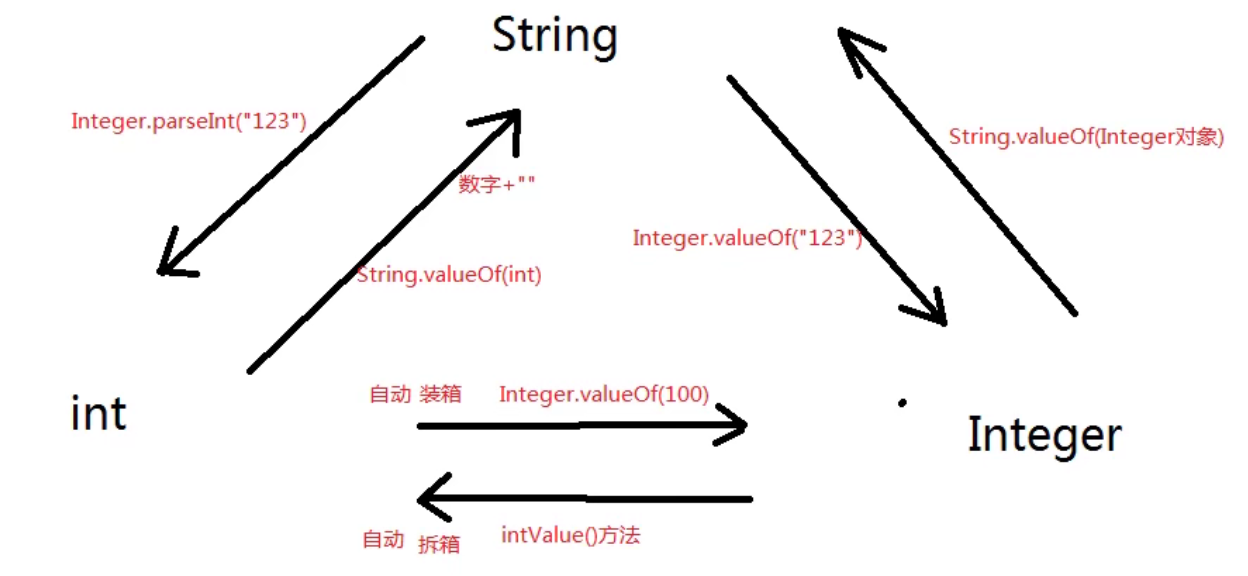 String
Integer.parseInt("123")
String.valueOf(Integer对象)
数字+""
Integer.valueOf("123")
String.valueOf(int)
自动 装箱 Integer.valueOf(100)
int
Integer
自动 拆箱 intValue()方法